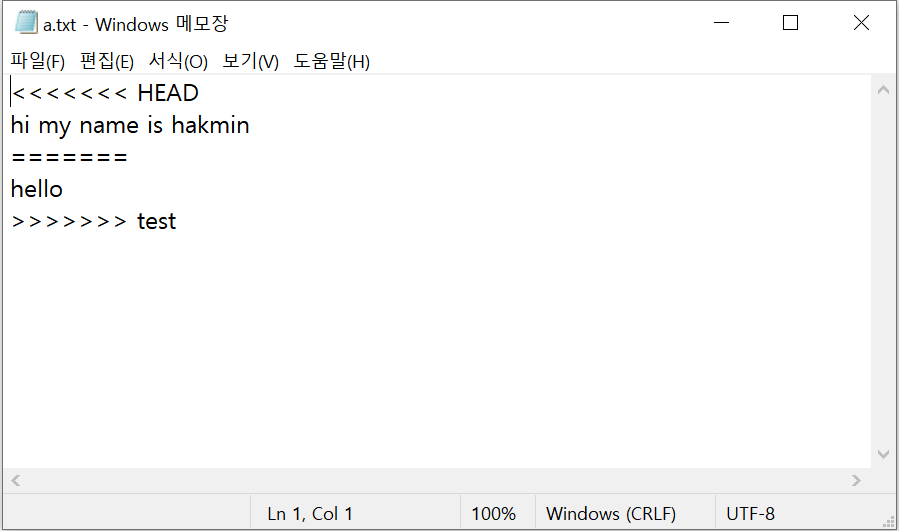 a.txt - Windows 메모장
파일(F) 편집(E) 서식(O) 보기(V) 도움말(H)
<<<<<<< HEAD
hi my name is hakmin
=======
hello
>>>>>>> test
Ln 1, Col 1 100% Windows (CRLF) UTF-8